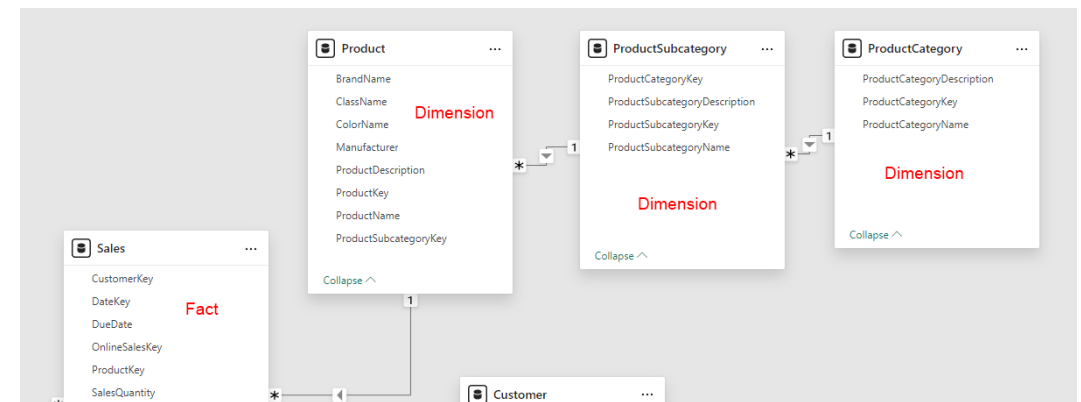 Product
...
BrandName
ClassName
ColorName
Manufacturer
ProductDescription
ProductKey
ProductName
ProductSubcategoryKey
Collapse
Dimension
ProductSubcategory
...
ProductCategoryKey
ProductSubcategoryDescription
ProductSubcategoryKey
ProductSubcategoryName
Dimension
Collapse
ProductCategory
...
ProductCategoryDescription
ProductCategoryKey
ProductCategoryName
Dimension
Collapse
*
1
*
1
1
*
Sales
...
CustomerKey
DateKey
DueDate
OnlineSalesKey
ProductKey
SalesQuantity
Fact
Customer
...